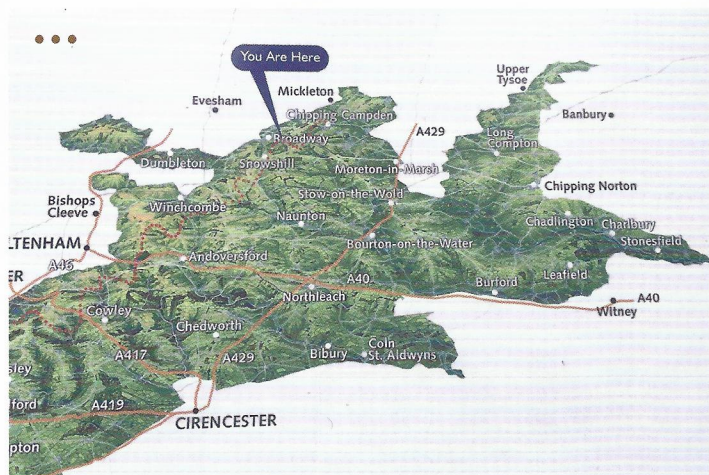 You Are Here
Upper
Tysoe
Mickleton
Evesham
Chipping Campden
Banbury
A429
Broadway
Long
Compton
Dumbleton
Snowshill
Moreton-in-March
Chipping Norton
Stow-on-the-Wold
Bishops
Cleeve
Winchcombe
Naunton
Chadlington
Charlbury
Stonesfield
LTENHAM
Bourton-on-the-Water
Andoversford
A46
ER
A40
Leafield
Burford
Northleach
A40
Witney
Cowley
Chedworth
Coln
St. Aldwyns
Bibury
A417
A429
sley
lford
A419
CIRENCESTER
pton